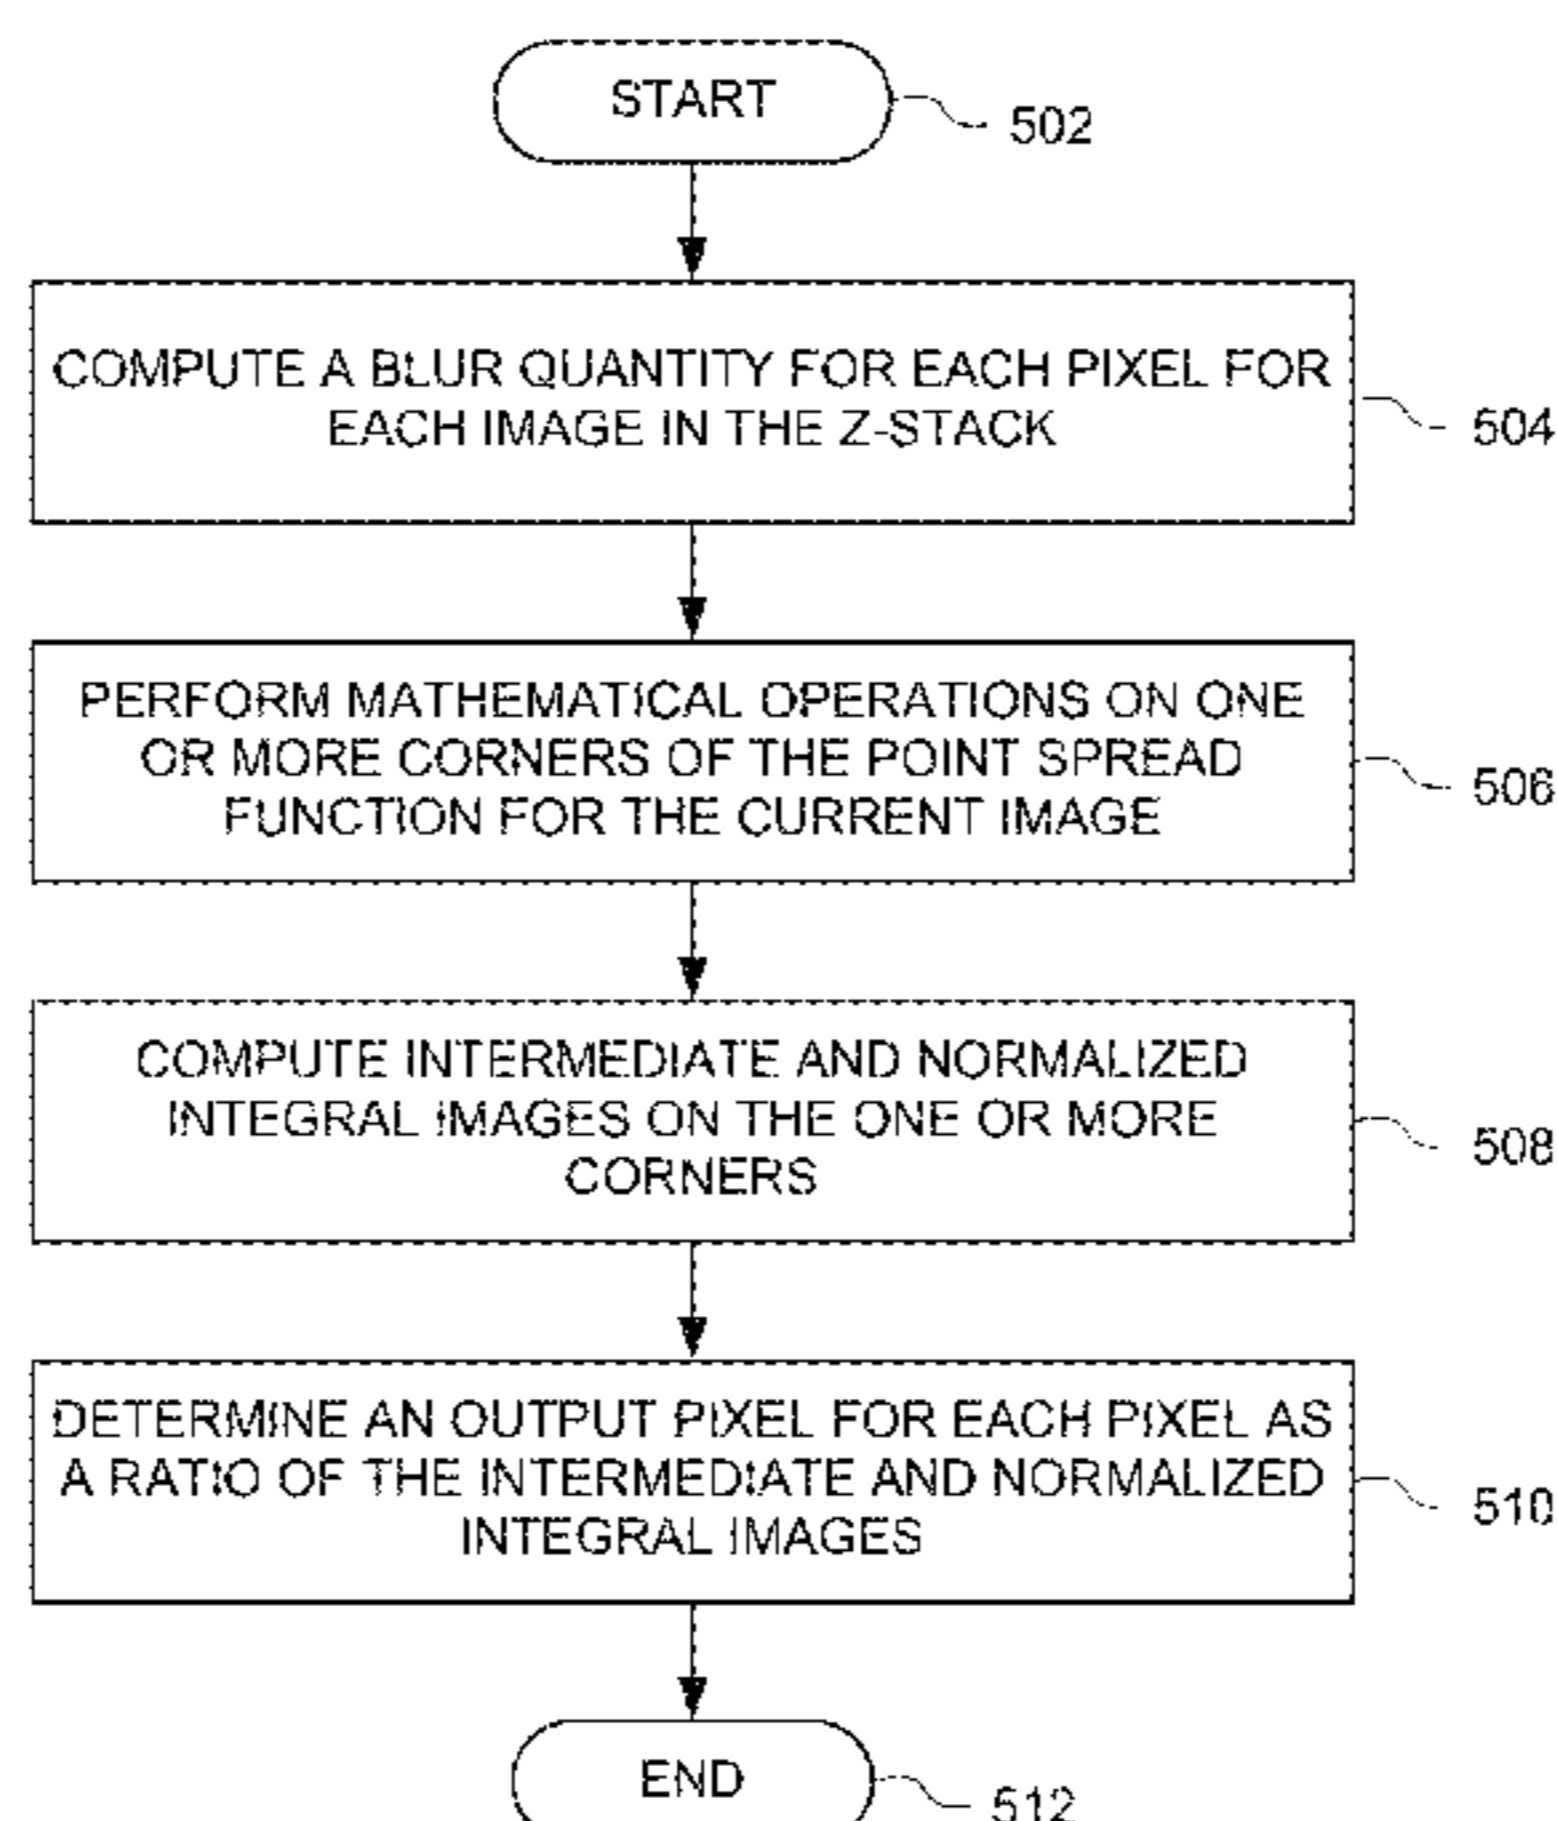 START
502
COMPUTE A BLUR QUANTITY FOR EACH PIXEL FOR
EACH IMAGE IN THE Z-STACK
504
PERFORM MATHEMATICAL OPERATIONS ON ONE
OR MORE CORNERS OF THE POINT SPREAD
FUNCTION FOR THE CURRENT IMAGE
506
COMPUTE INTERMEDIATE AND NORMALIZED
INTEGRAL IMAGES ON THE ONE OR MORE
CORNERS
508
DETERMINE AN OUTPUT PIXEL FOR EACH PIXEL AS
A RATIO OF THE INTERMEDIATE AND NORMALIZED
INTEGRAL IMAGES
510
END
512